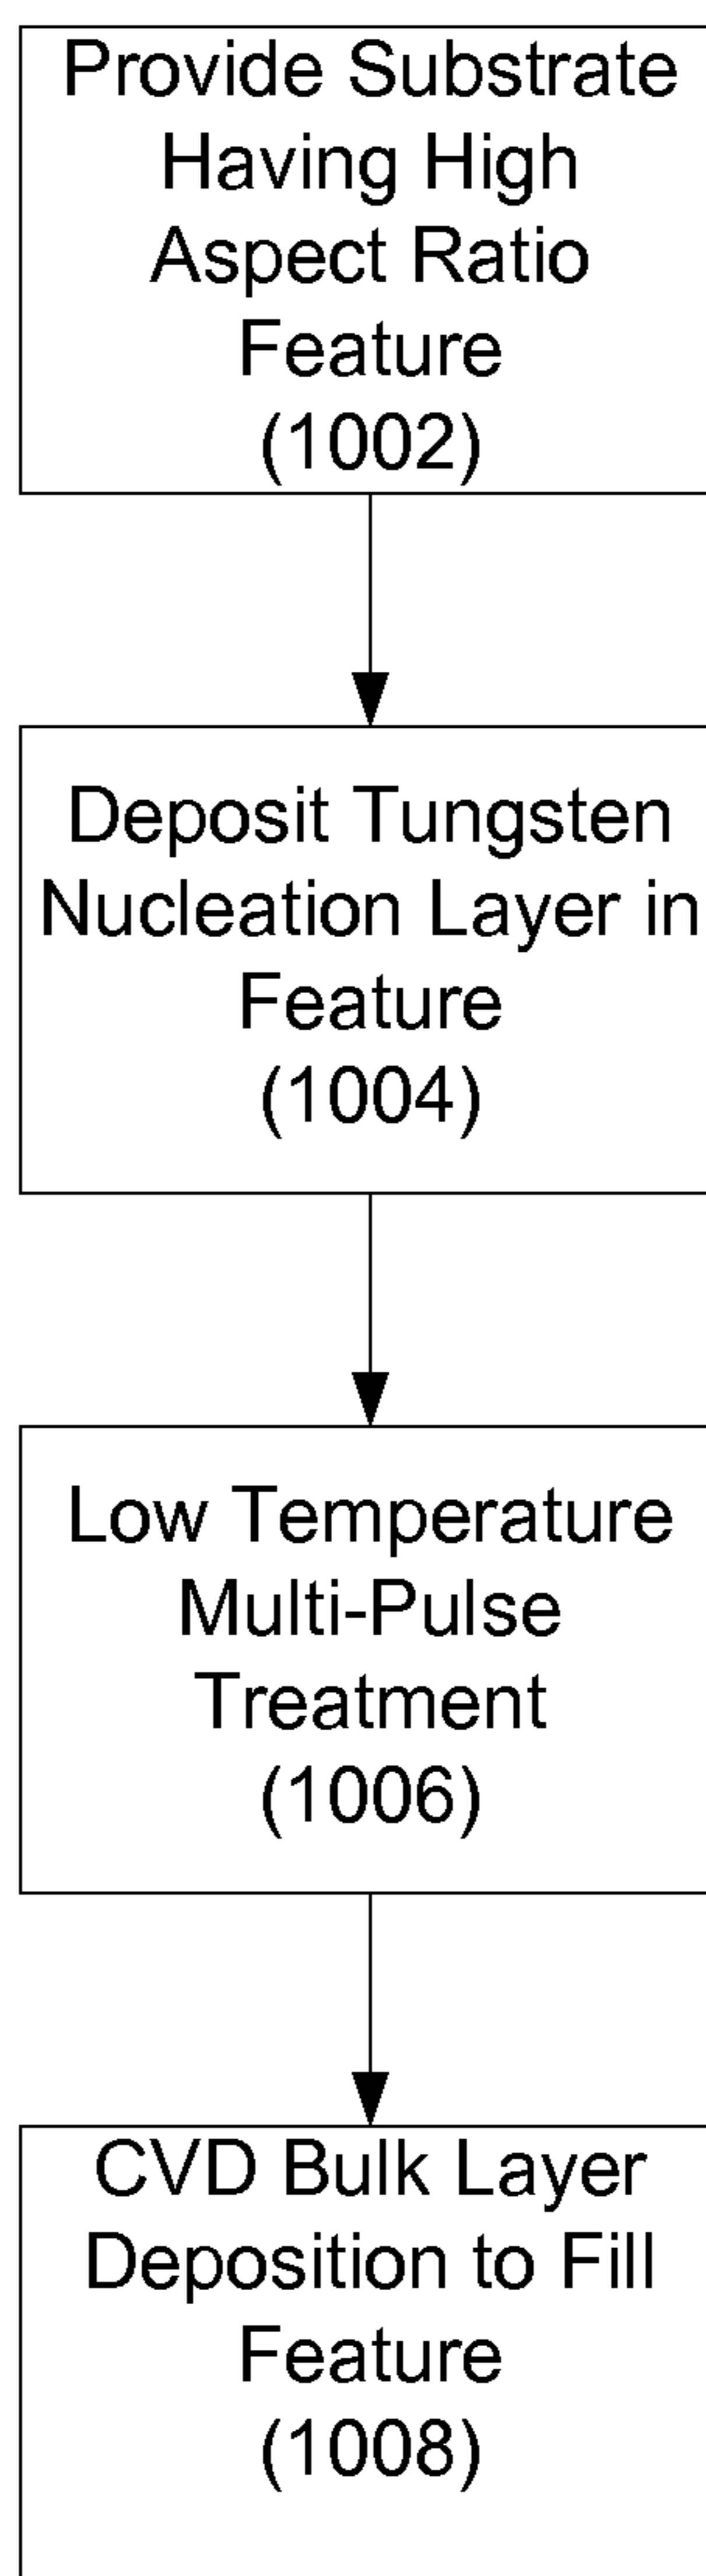 Provide Substrate
Having High
Aspect Ratio
Feature
(1002)
Deposit Tungsten
Nucleation Layer in
Feature
(1004)
Low Temperature
Multi-Pulse
Treatment
(1006)
CVD Bulk Layer
Deposition to Fill
Feature
(1008)